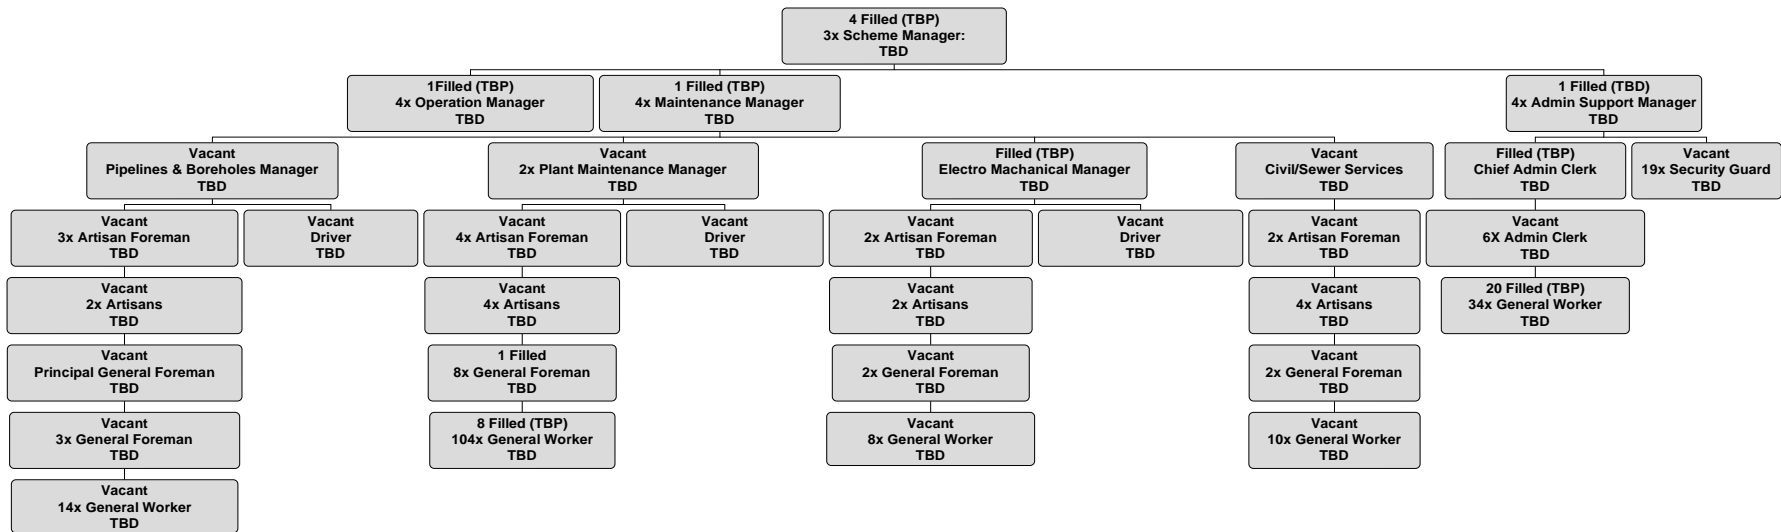 4 Filled (TBP)
3x Scheme Manager:
TBD
1Filled (TBP)
4x Operation Manager
TBD
1 Filled (TBP)
4x Maintenance Manager
TBD
1 Filled (TBD)
4x Admin Support Manager
TBD
Vacant
Pipelines & Boreholes Manager
TBD
Vacant
2x Plant Maintenance Manager
TBD
Filled (TBP)
Electro Machanical Manager
TBD
Vacant
Civil/Sewer Services
TBD
Filled (TBP)
Chief Admin Clerk
TBD
Vacant
19x Security Guard
TBD
Vacant
3x Artisan Foreman
TBD
Vacant
Driver
TBD
Vacant
4x Artisan Foreman
TBD
Vacant
Driver
TBD
Vacant
2x Artisan Foreman
TBD
Vacant
Driver
TBD
Vacant
2x Artisan Foreman
TBD
Vacant
6X Admin Clerk
TBD
Vacant
2x Artisans
TBD
Vacant
4x Artisans
TBD
Vacant
2x Artisans
TBD
Vacant
4x Artisans
TBD
20 Filled (TBP)
34x General Worker
TBD
Vacant
Principal General Foreman
TBD
1 Filled
8x General Foreman
TBD
Vacant
2x General Foreman
TBD
Vacant
2x General Foreman
TBD
Vacant
3x General Foreman
TBD
8 Filled (TBP)
104x General Worker
TBD
Vacant
8x General Worker
TBD
Vacant
10x General Worker
TBD
Vacant
14x General Worker
TBD